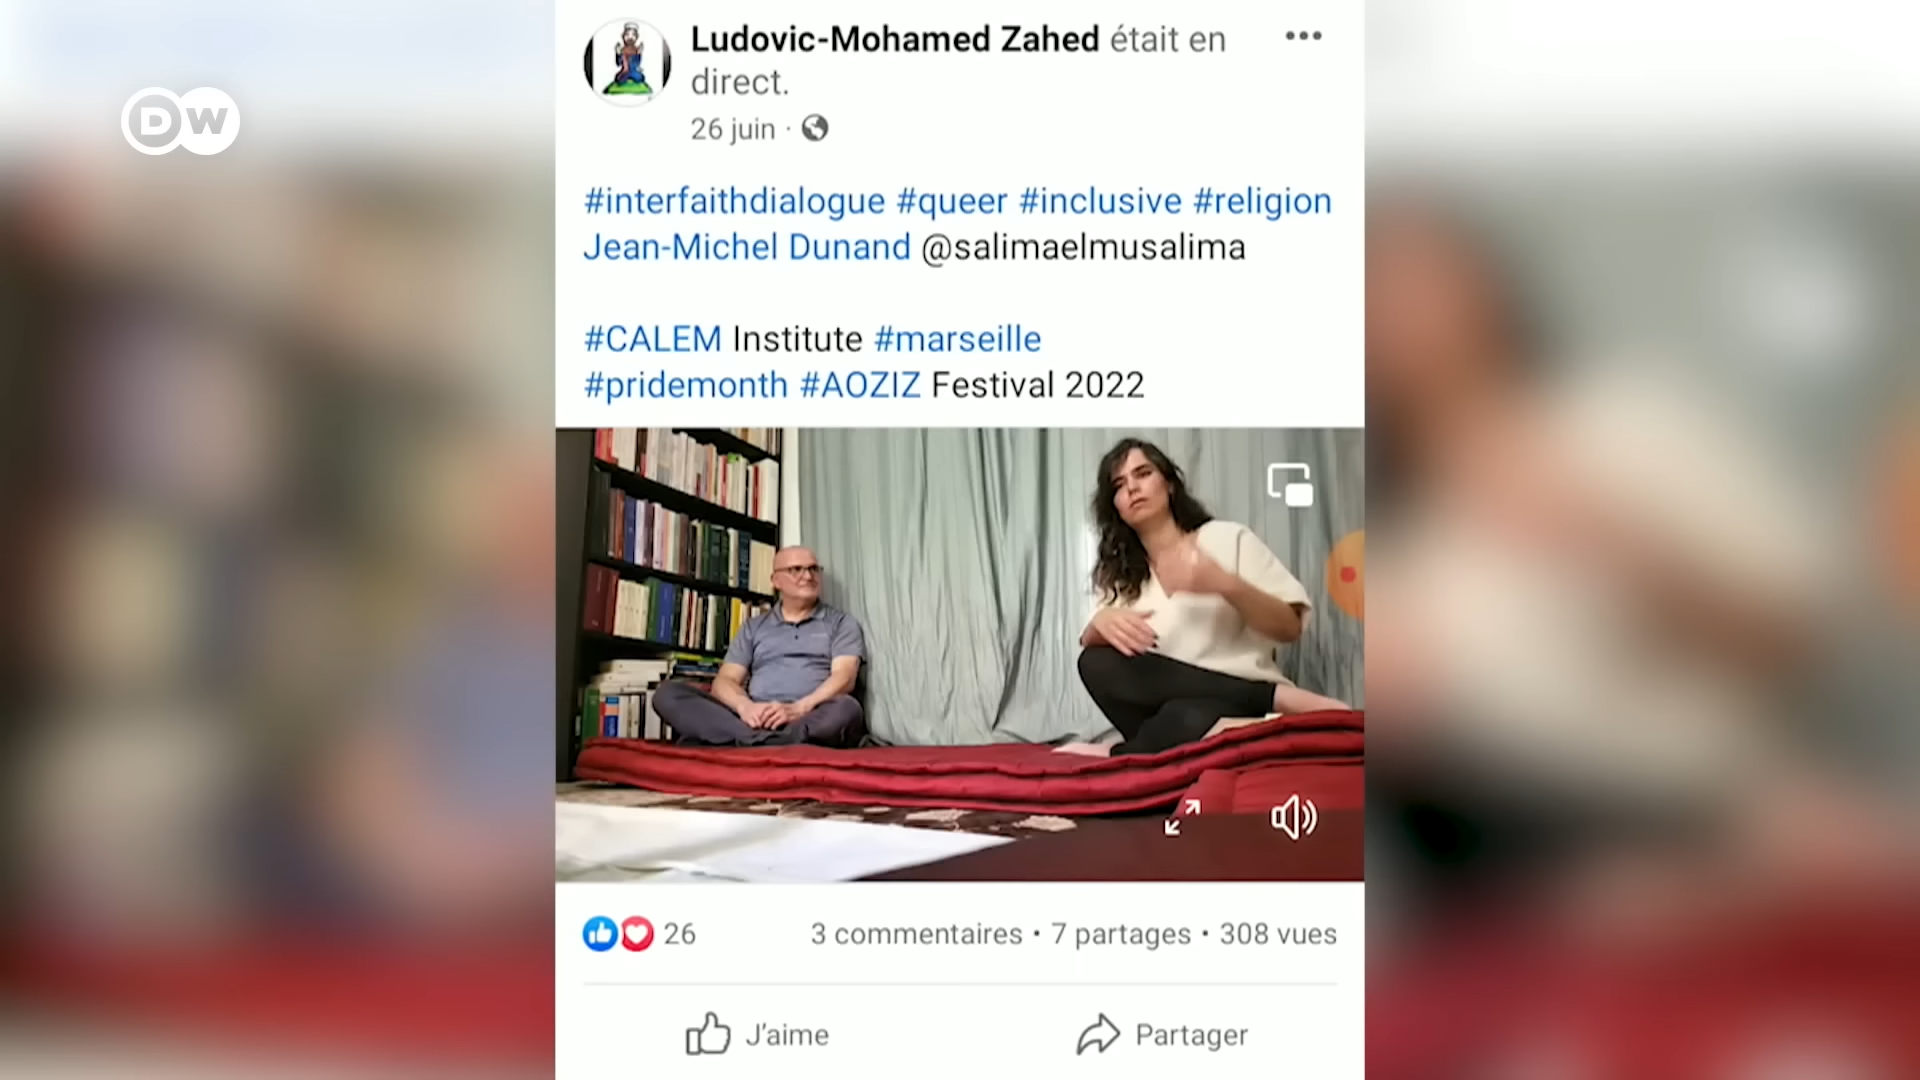 DW
Ludovic-Mohamed Zahed était en
direct.
26 juin ·
#interfaithdialogue #queer #inclusive #religion
Jean-Michel Dunand @salimaelmusalima
#CALEM Institute #marseille
#pridemonth #AOZIZ Festival 2022
26
3 commentaires • 7 partages • 308 vues
J'aime
Partager